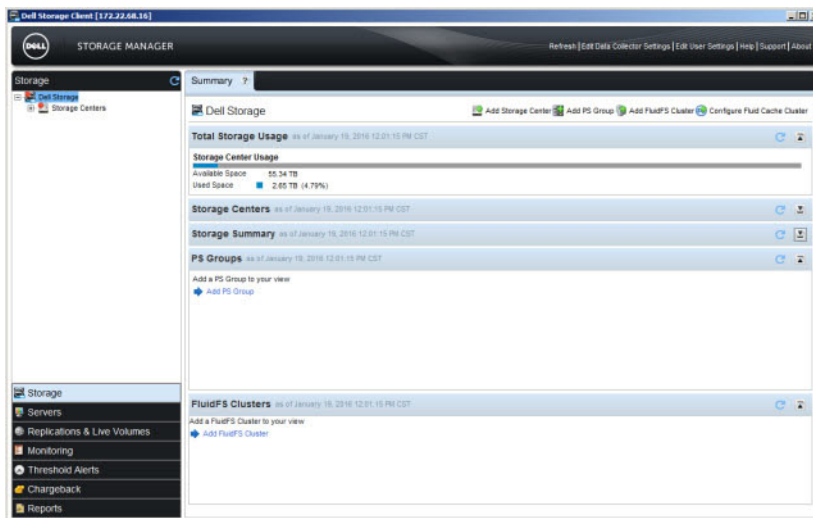 Dell Storage Client [172.22.68.16]
DELL
STORAGE MANAGER
Refresh | Edit Data Collector Settings | Edit User Settings | Help | Support | About
Storage
Summary ?
Dell Storage
Storage Centers
Dell Storage
Add Storage Center Add PS Group Add FluidFS Cluster Configure Fluid Cache Cluster
Total Storage Usage as of January 19, 2016 12:01:15 PM CST
Storage Center Usage
Available Space 55.34 TB
Used Space 2.65 TB (4.79%)
Storage Centers as of January 19, 2016 12:01:15 PM CST
Storage Summary as of January 19, 2016 12:01:15 PM CST
PS Groups as of January 19, 2016 12:01:15 PM CST
Add a PS Group to your view
Add PS Group
FluidFS Clusters as of January 19, 2016 12:01:15 PM CST
Add a FluidFS Cluster to your view
Add FluidFS Cluster
Storage
Servers
Replications & Live Volumes
Monitoring
Threshold Alerts
Chargeback
Reports